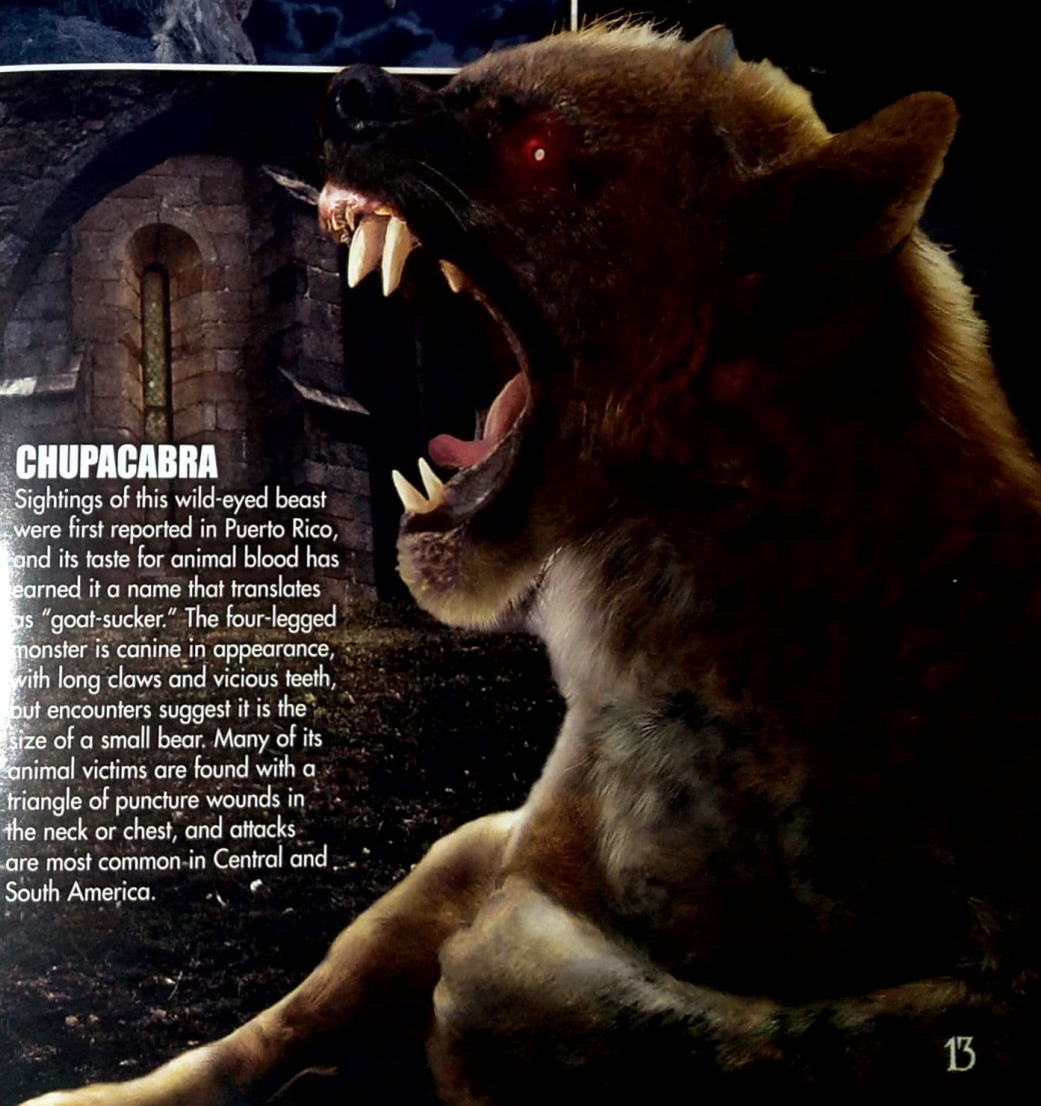 CHUPACABRA
Sightings of this wild-eyed beast
were first reported in Puerto Rico,
and its taste for animal blood has
earned it a name that translates
as “goat-sucker.” The four-legged
monster is canine in appearance,
with long claws and vicious teeth,
but encounters suggest it is the
size of a small bear. Many of its
animal victims are found with a
triangle of puncture wounds in
the neck or chest, and attacks
are most common in Central and
South America.
13